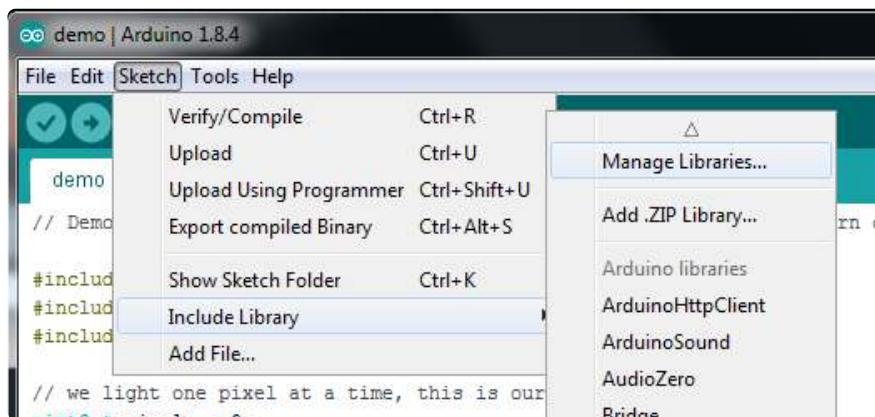 demo | Arduino 1.8.4
File Edit Sketch Tools Help
Verify/Compile Ctrl+R
Upload Ctrl+U
Upload Using Programmer Ctrl+Shift+U
Export compiled Binary Ctrl+Alt+S
Show Sketch Folder Ctrl+K
Include Library
Add File...
Manage Libraries...
Add .ZIP Library...
Arduino libraries
ArduinoHttpClient
ArduinoSound
AudioZero
Bridge
demo
// Demo
#includ
#includ
#includ
// we light one pixel at a time, this is our